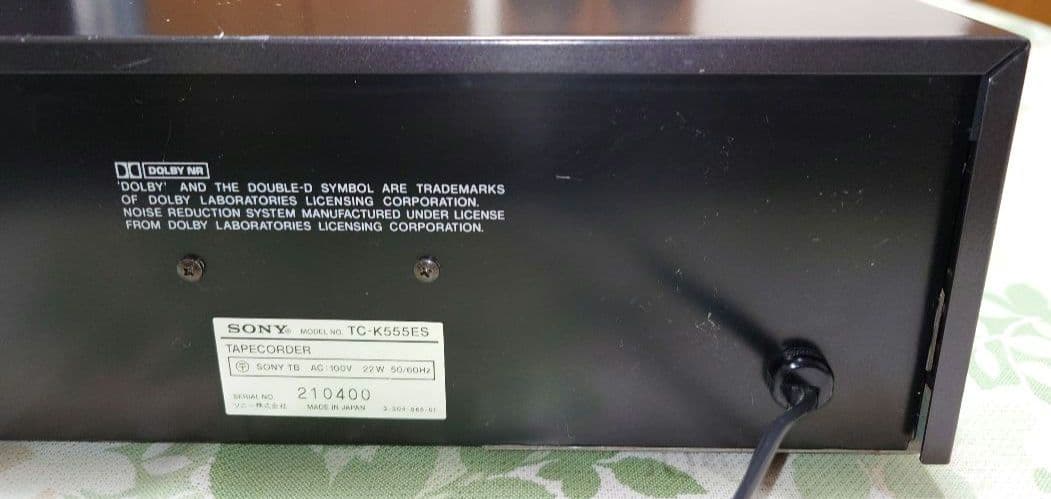 DOLBY NR
'DOLBY' AND THE DOUBLE-D SYMBOL ARE TRADEMARKS
OF DOLBY LABORATORIES LICENSING CORPORATION.
NOISE REDUCTION SYSTEM MANUFACTURED UNDER LICENSE
FROM DOLBY LABORATORIES LICENSING CORPORATION.
SONY® MODEL NO. TC-K555ES
TAPECORDER
〒 SONY TB AC 100V 22W 50/60Hz
SERIAL NO. 210400
ソニー株式会社 MADE IN JAPAN